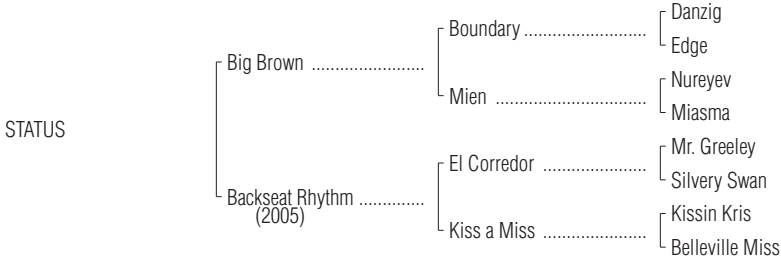 Danzig
Boundary ..........................
Edge
Big Brown ........................
Nureyev
Mien ................................
Miasma
STATUS
Mr. Greeley
El Corredor ......................
Silvery Swan
Backseat Rhythm ..............
(2005)
Kissin Kris
Kiss a Miss ......................
Belleville Miss